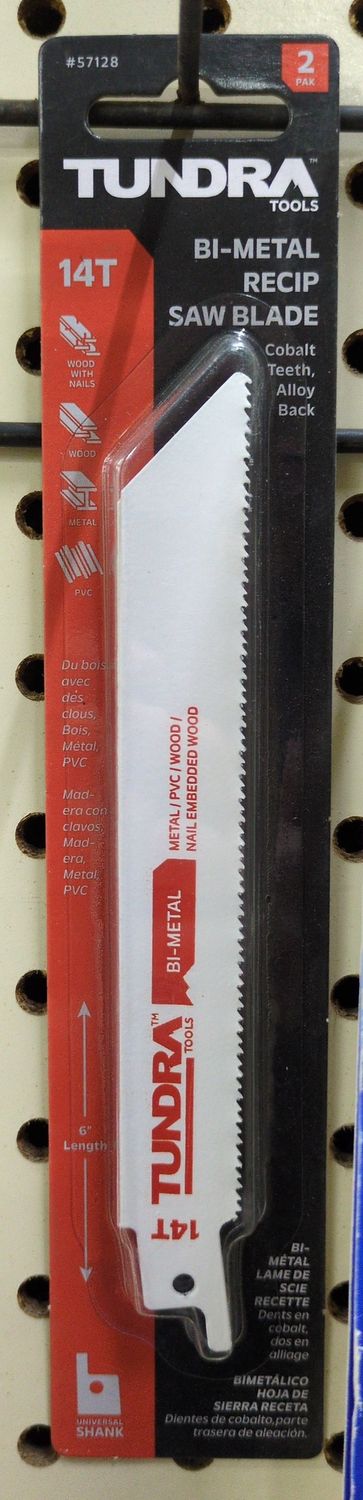 #57128
2
PAK
TUNDRA™
TOOLS
14T
BI-METAL
RECIP
SAW BLADE
Cobalt
Teeth,
Alloy
Back
WOOD
WITH
NAILS
WOOD
METAL
PVC
Du bois
avec
des
clous,
Bois,
Métal,
PVC
Mad-
era con
clavos,
Mad-
era,
Metal,
PVC
6"
Length
UNIVERSAL
SHANK
METAL / PVC / WOOD /
NAIL EMBEDDED WOOD
BI-METAL
TUNDRA™
TOOLS
14T
BI-
MÉTAL
LAME DE
SCIE
RECETTE
Dents en
cobalt,
dos en
alliage
BIMETÁLICO
HOJA DE
SIERRA RECETA
Dientes de cobalto,parte
trasera de aleación.